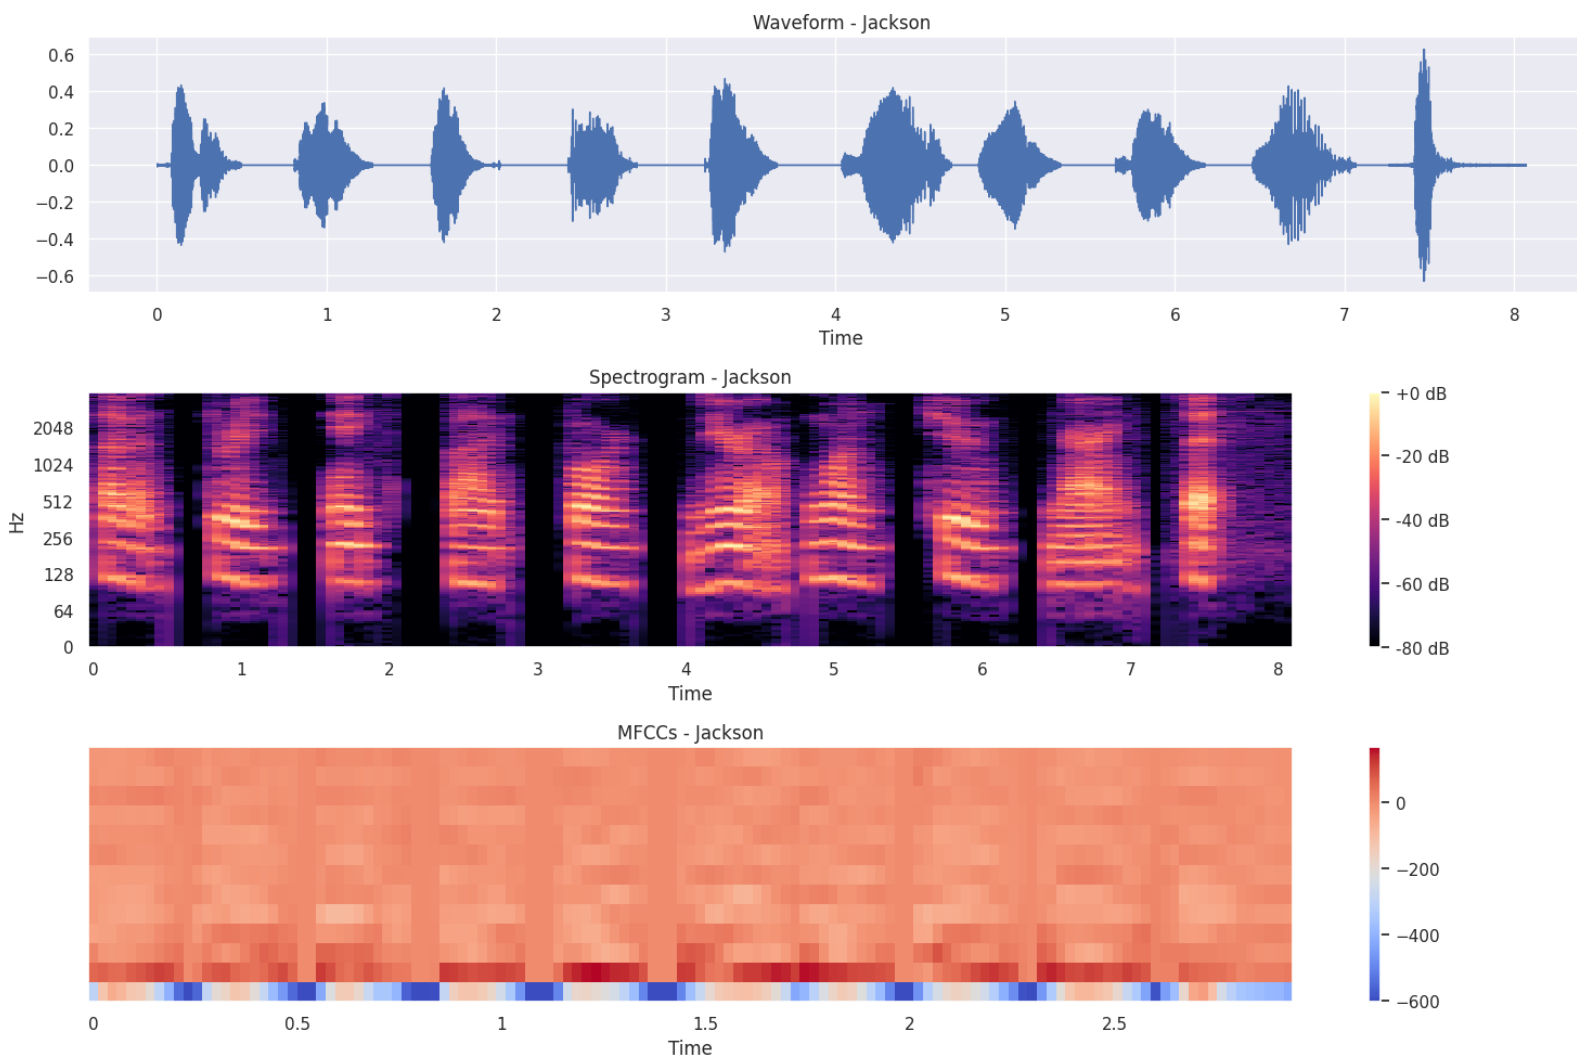 Waveform - Jackson
0.6
0.4
0.2
0.0
−0.2
−0.4
−0.6
0 1 2 3 4 5 6 7 8
Time
Spectrogram - Jackson
Hz
2048
1024
512
256
128
64
0
0 1 2 3 4 5 6 7 8
Time
+0 dB
-20 dB
-40 dB
-60 dB
-80 dB
MFCCs - Jackson
0 0.5 1 1.5 2 2.5
Time
0
−200
−400
−600